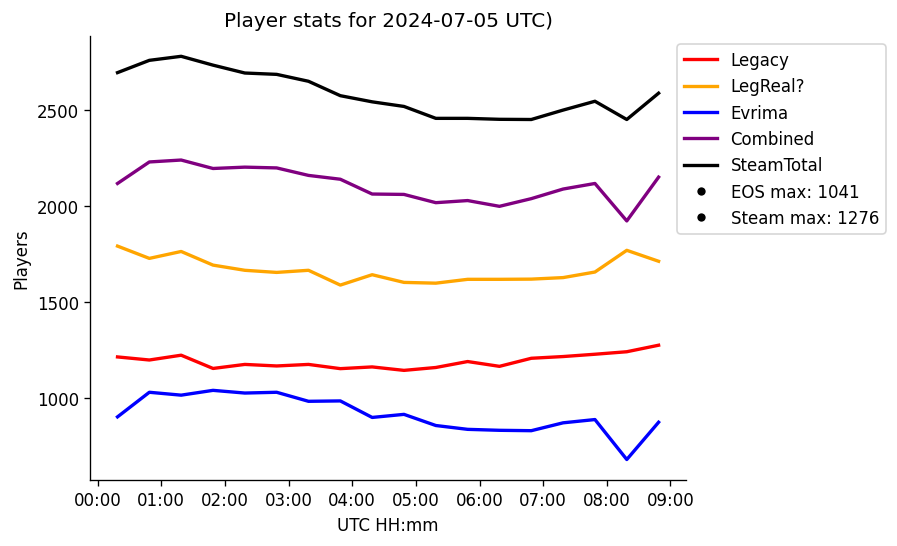 Player stats for 2024-07-05 UTC)
Legacy
LegReal?
Evrima
Combined
SteamTotal
EOS max: 1041
Steam max: 1276
Players
2500
2000
1500
1000
00:00 01:00 02:00 03:00 04:00 05:00 06:00 07:00 08:00 09:00
UTC HH:mm